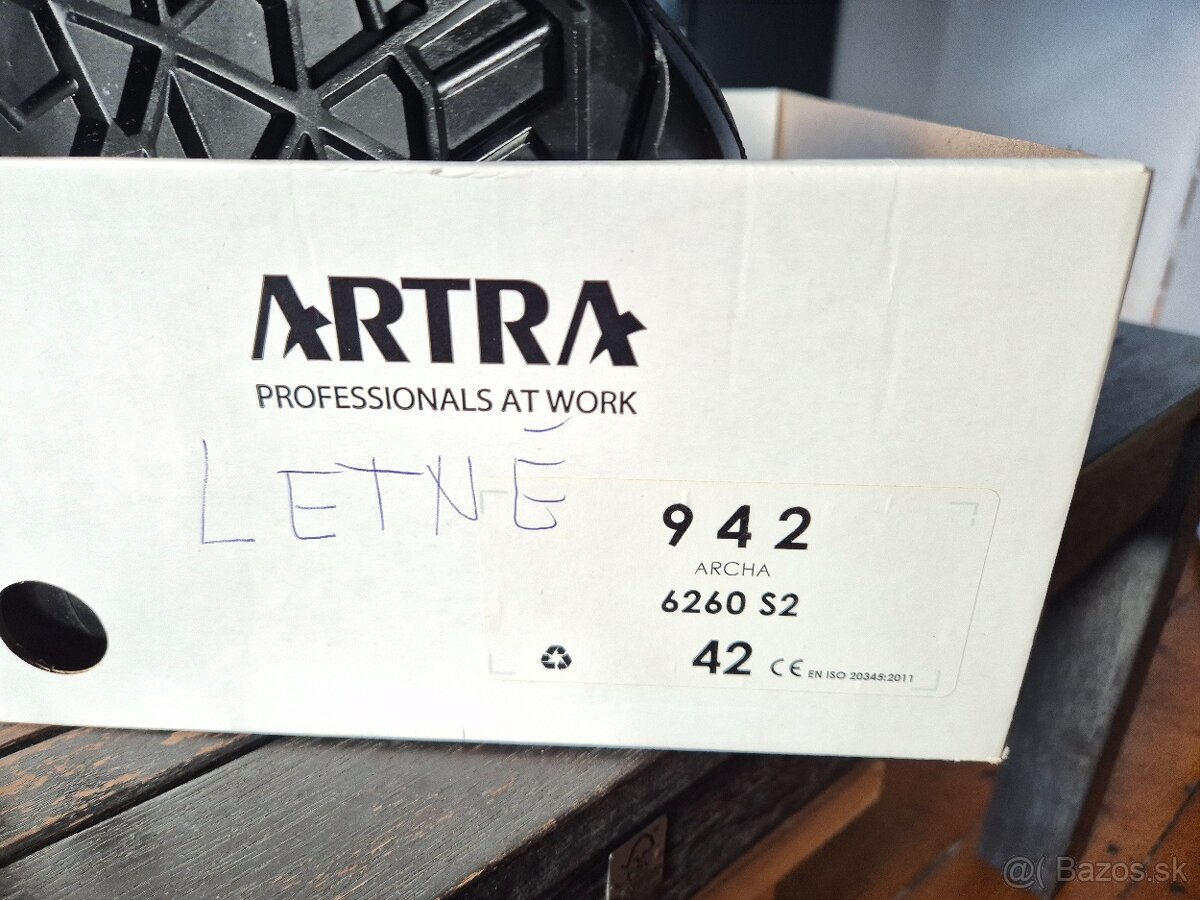 ARTRA
PROFESSIONALS AT WORK
LETNÉ
942
ARCHA
6260 S2
42 CE EN ISO 20345:2011
@( Bazos.sk